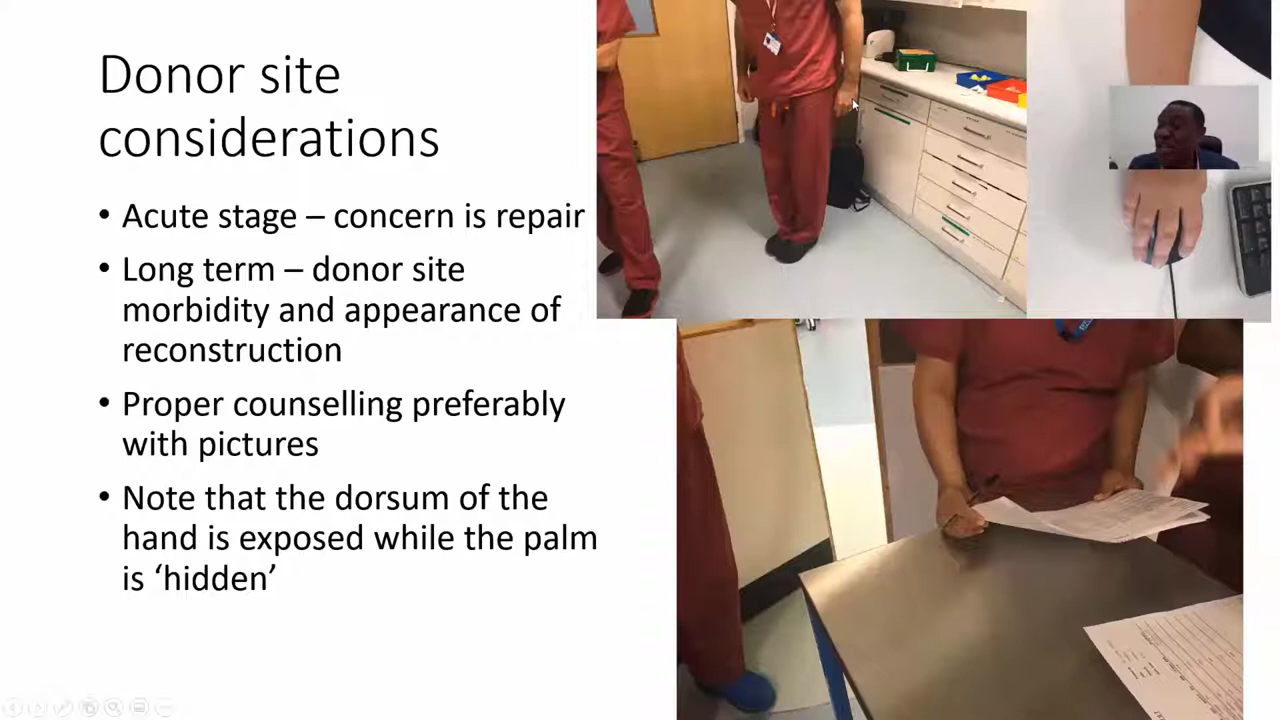 Donor site
considerations
• Acute stage – concern is repair
• Long term – donor site
morbidity and appearance of
reconstruction
• Proper counselling preferably
with pictures
• Note that the dorsum of the
hand is exposed while the palm
is ‘hidden’